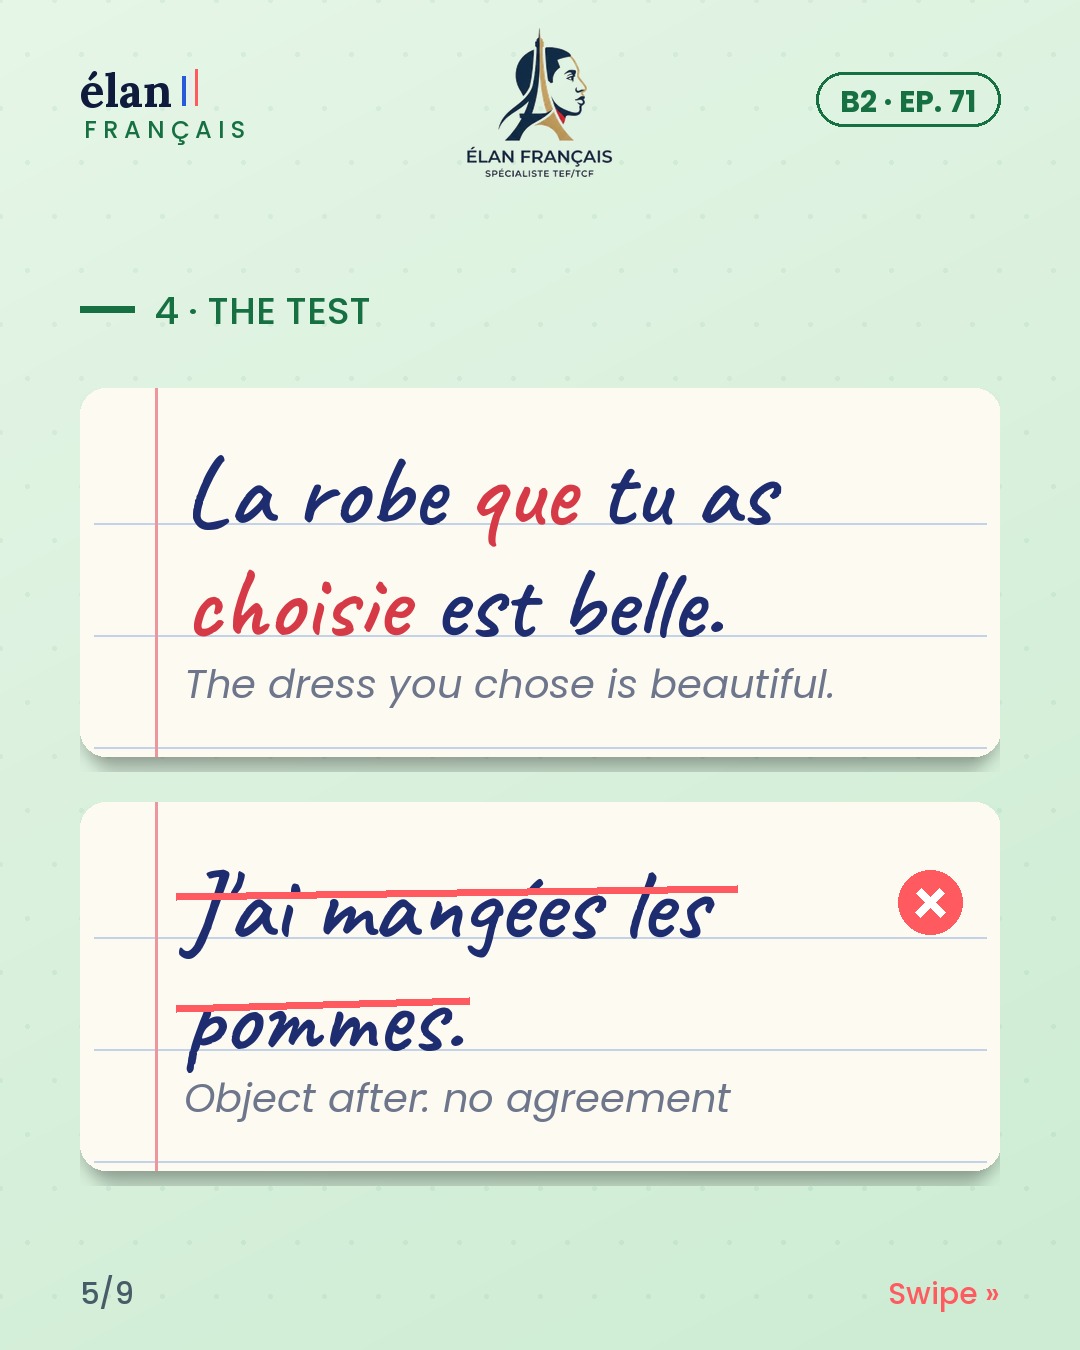 élan
FRANÇAIS
ÉLAN FRANÇAIS
SPÉCIALISTE TEF/TCF
B2 · EP. 71
4 · THE TEST
La robe que tu as
choisie est belle.
The dress you chose is beautiful.
J'ai mangées les
pommes.
Object after: no agreement
5/9
Swipe »